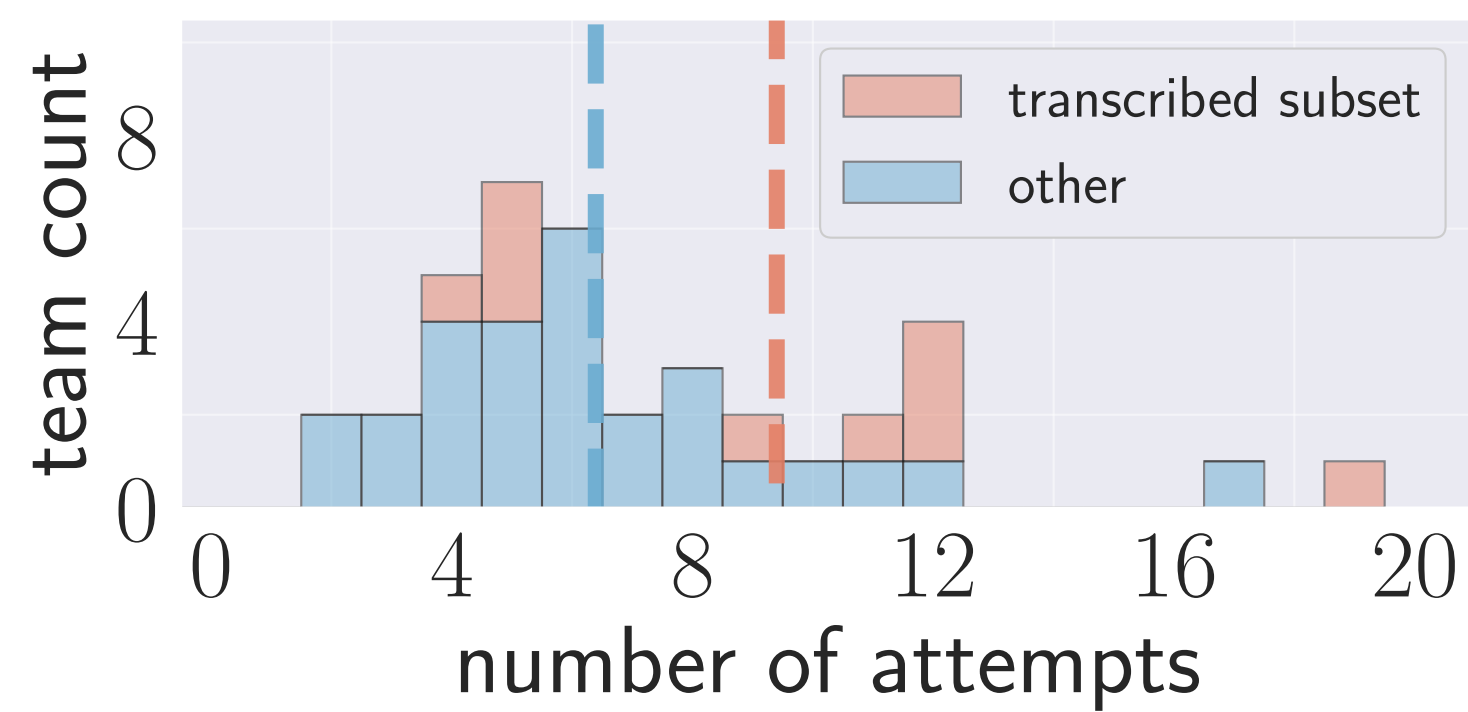 team count
8
4
0
transcribed subset
other
0 4 8 12 16 20
number of attempts